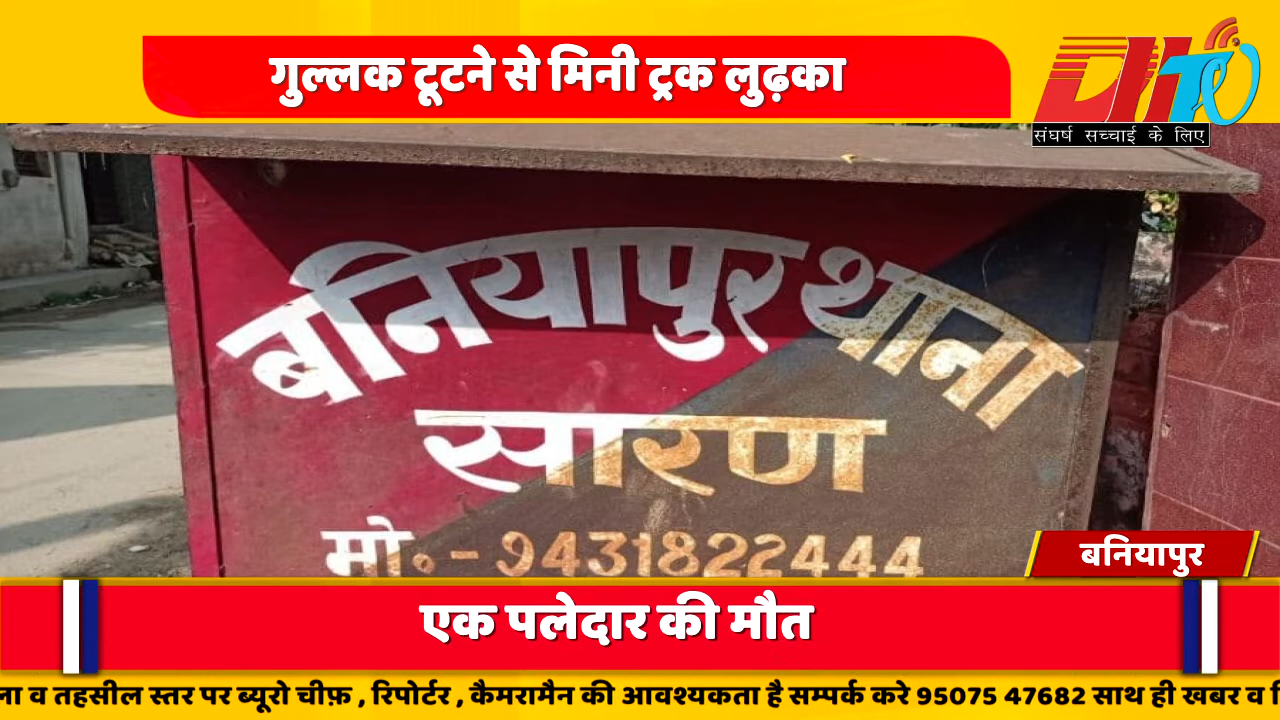 गुल्लक टूटने से मिनी ट्रक लुढ़का
DHTV
संघर्ष सच्चाई के लिए
बनियापुर थाना
सारण
मो॰- 9431822444
बनियापुर
एक पलेदार की मौत
ला व तहसील स्तर पर ब्यूरो चीफ़ , रिपोर्टर , कैमरामैन की आवश्यकता है सम्पर्क करे 95075 47682 साथ ही खबर व